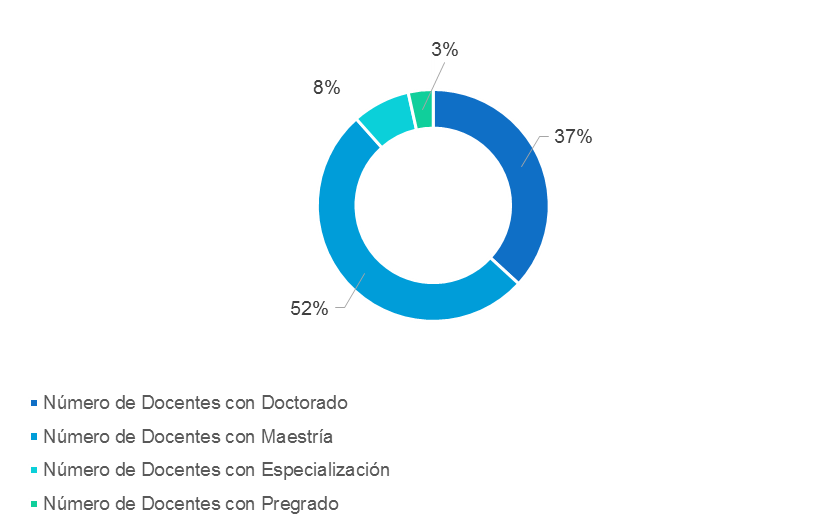 3%
8%
37%
52%
Número de Docentes con Doctorado
Número de Docentes con Maestría
Número de Docentes con Especialización
Número de Docentes con Pregrado